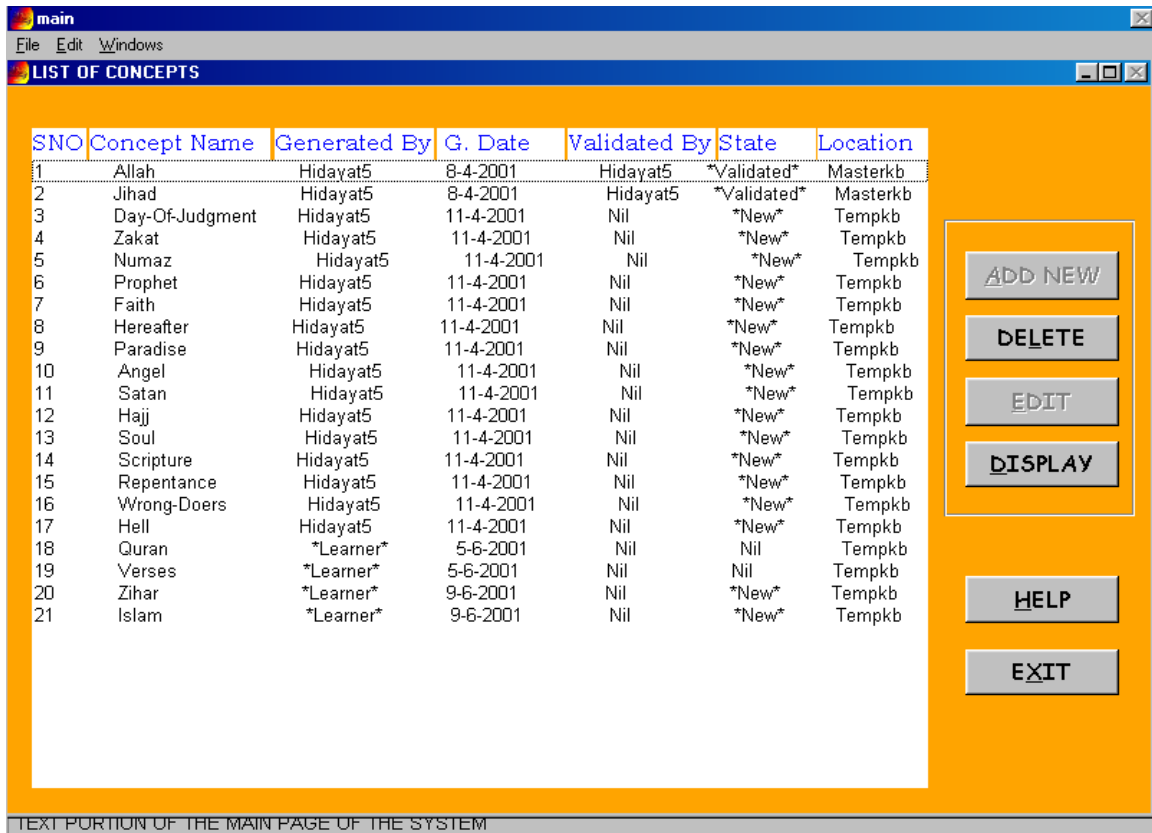 main
File Edit Windows
LIST OF CONCEPTS
SNO Concept Name Generated By G. Date Validated By State Location
1 Allah Hidayat5 8-4-2001 Hidayat5 *Validated* Masterkb
2 Jihad Hidayat5 8-4-2001 Hidayat5 *Validated* Masterkb
3 Day-Of-Judgment Hidayat5 11-4-2001 Nil *New* Tempkb
4 Zakat Hidayat5 11-4-2001 Nil *New* Tempkb
5 Numaz Hidayat5 11-4-2001 Nil *New* Tempkb
6 Prophet Hidayat5 11-4-2001 Nil *New* Tempkb
7 Faith Hidayat5 11-4-2001 Nil *New* Tempkb
8 Hereafter Hidayat5 11-4-2001 Nil *New* Tempkb
9 Paradise Hidayat5 11-4-2001 Nil *New* Tempkb
10 Angel Hidayat5 11-4-2001 Nil *New* Tempkb
11 Satan Hidayat5 11-4-2001 Nil *New* Tempkb
12 Hajj Hidayat5 11-4-2001 Nil *New* Tempkb
13 Soul Hidayat5 11-4-2001 Nil *New* Tempkb
14 Scripture Hidayat5 11-4-2001 Nil *New* Tempkb
15 Repentance Hidayat5 11-4-2001 Nil *New* Tempkb
16 Wrong-Doers Hidayat5 11-4-2001 Nil *New* Tempkb
17 Hell Hidayat5 11-4-2001 Nil *New* Tempkb
18 Quran *Learner* 5-6-2001 Nil Nil Tempkb
19 Verses *Learner* 5-6-2001 Nil Nil Tempkb
20 Zihar *Learner* 9-6-2001 Nil *New* Tempkb
21 Islam *Learner* 9-6-2001 Nil *New* Tempkb
ADD NEW
DELETE
EDIT
DISPLAY
HELP
EXIT
TEXT PORTION OF THE MAIN PAGE OF THE SYSTEM